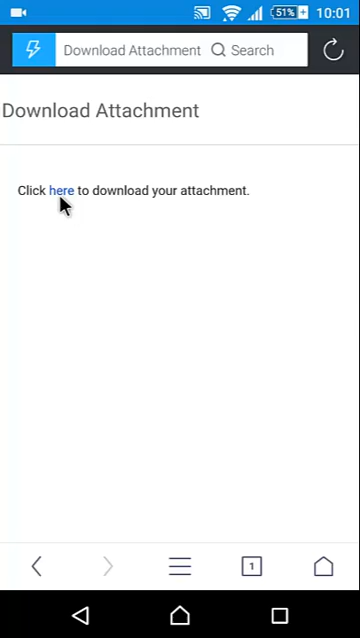 51% 10:01
Download Attachment Search
Download Attachment
Click here to download your attachment.
1